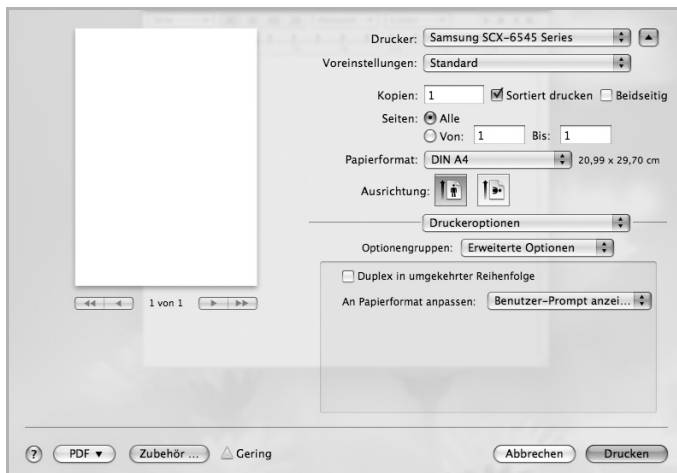 Drucker: Samsung SCX-6545 Series
Voreinstellungen: Standard
Kopien: 1 Sortiert drucken Beidseitig
Seiten: Alle
Von: 1 Bis: 1
Papierformat: DIN A4 20,99 x 29,70 cm
Ausrichtung:
Druckeroptionen
Optionengruppen: Erweiterte Optionen
Duplex in umgekehrter Reihenfolge
1 von 1 An Papierformat anpassen: Benutzer-Prompt anzei...
? PDF Zubehör ... Gering Abbrechen Drucken